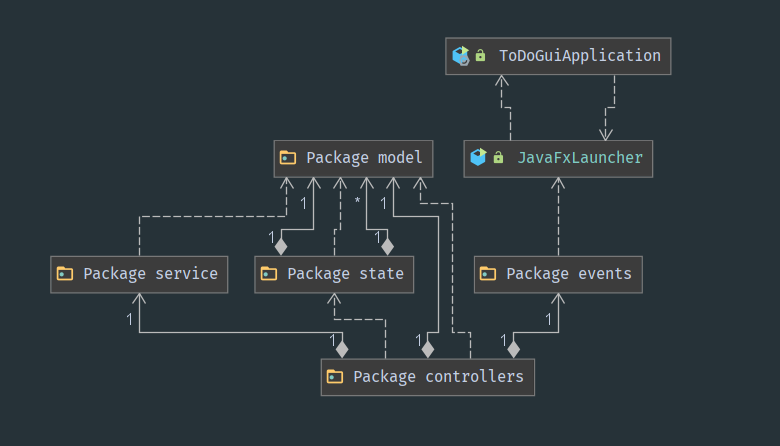 ToDoGuiApplication
Package model
JavaFxLauncher
1
*
1
1
1
Package service
Package state
Package events
1
1
1
1
1
Package controllers